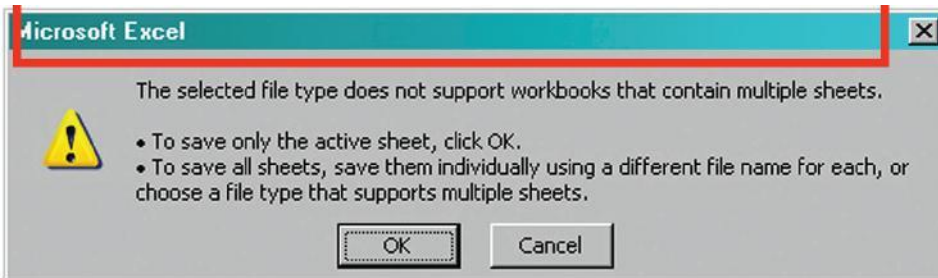 Microsoft Excel
The selected file type does not support workbooks that contain multiple sheets.
• To save only the active sheet, click OK.
• To save all sheets, save them individually using a different file name for each, or
choose a file type that supports multiple sheets.
OK Cancel